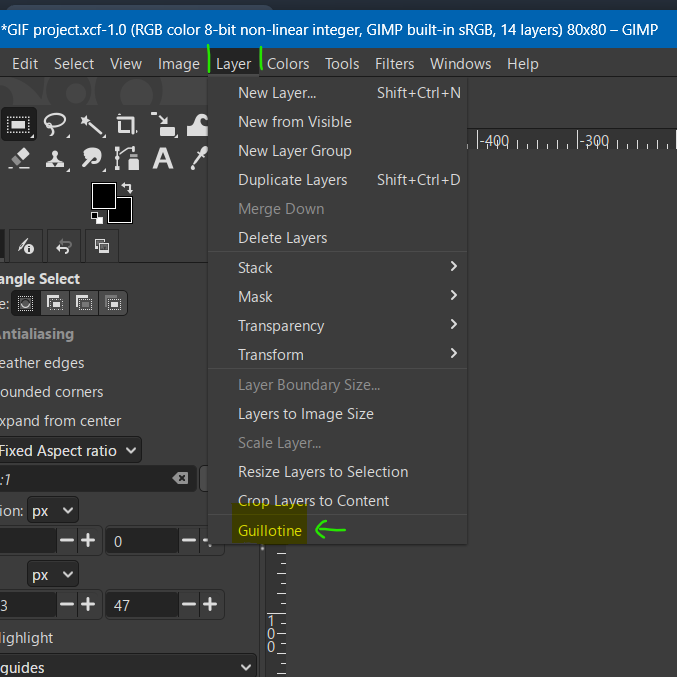 *GIF project.xcf-1.0 (RGB color 8-bit non-linear integer, GIMP built-in sRGB, 14 layers) 80x80 – GIMP
Edit Select View Image Layer Colors Tools Filters Windows Help
New Layer... Shift+Ctrl+N
New from Visible
New Layer Group
Duplicate Layers Shift+Ctrl+D
Merge Down
Delete Layers
Stack
Mask
Transparency
Transform
Layer Boundary Size...
Layers to Image Size
Scale Layer...
Resize Layers to Selection
Crop Layers to Content
Guillotine
-400 -300
angle Select
e:
ntialiasing
eather edges
ounded corners
xpand from center
Fixed Aspect ratio
:1
ion: px
0
px
3 47
ighlight
guides
100